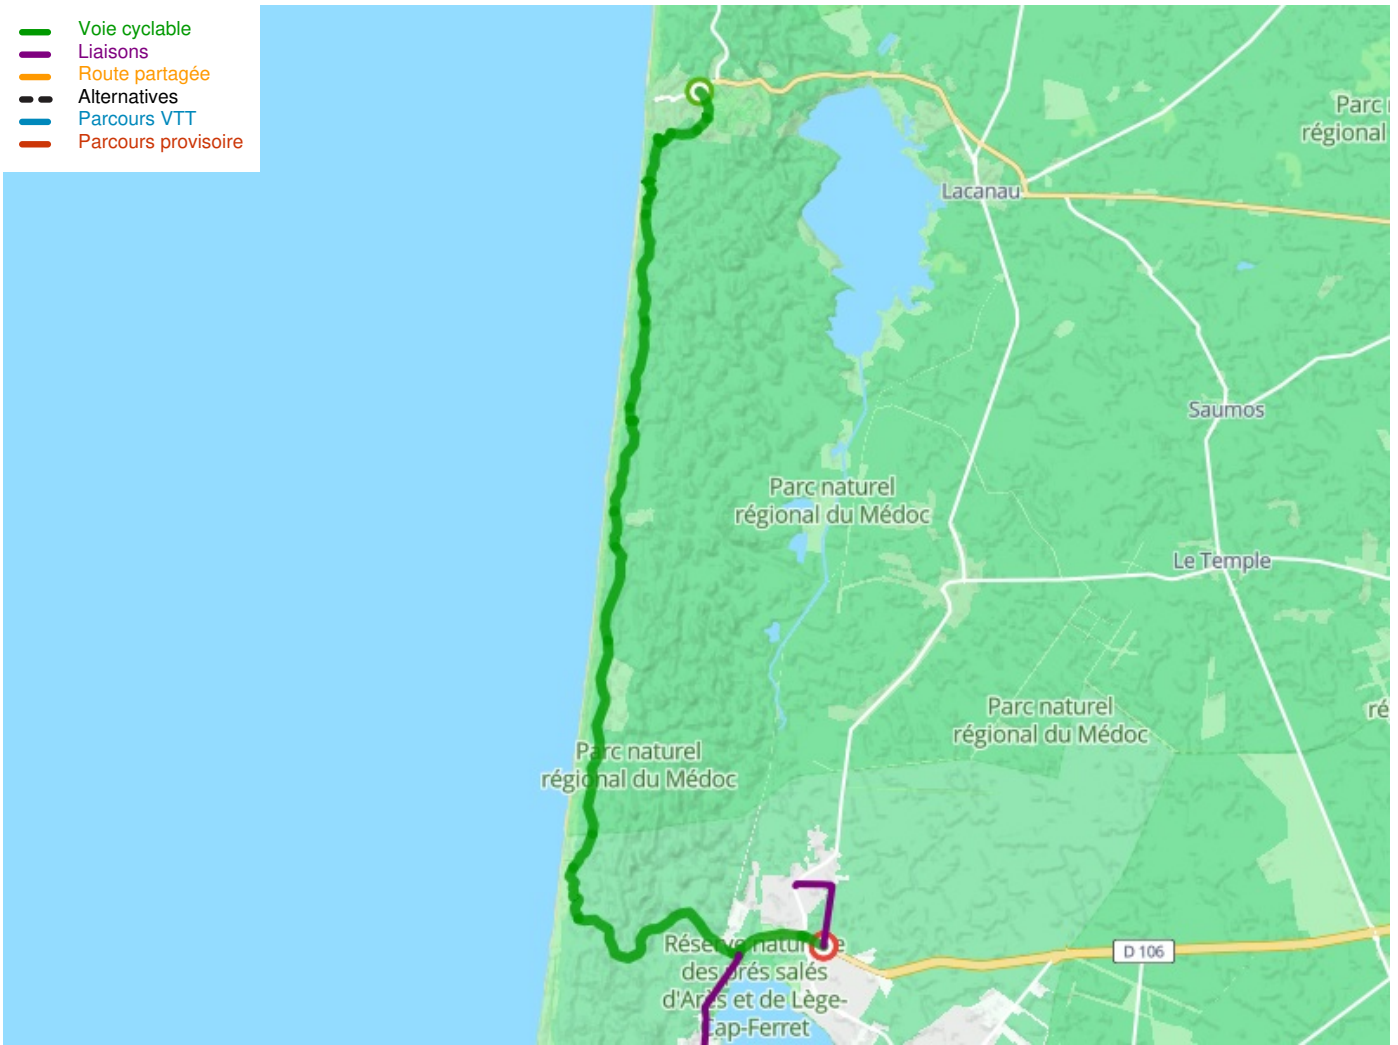 Voie cyclable
Liaisons
Route partagée
Alternatives
Parcours VTT
Parcours provisoire
Parc
régional
Lacanau
Saumos
Parc naturel
régional du Médoc
Le Temple
Parc naturel
régional du Médoc
ré
Parc naturel
régional du Médoc
D 106
Réserve naturelle
des prés salés
d'Arès et de Lège-
Cap-Ferret